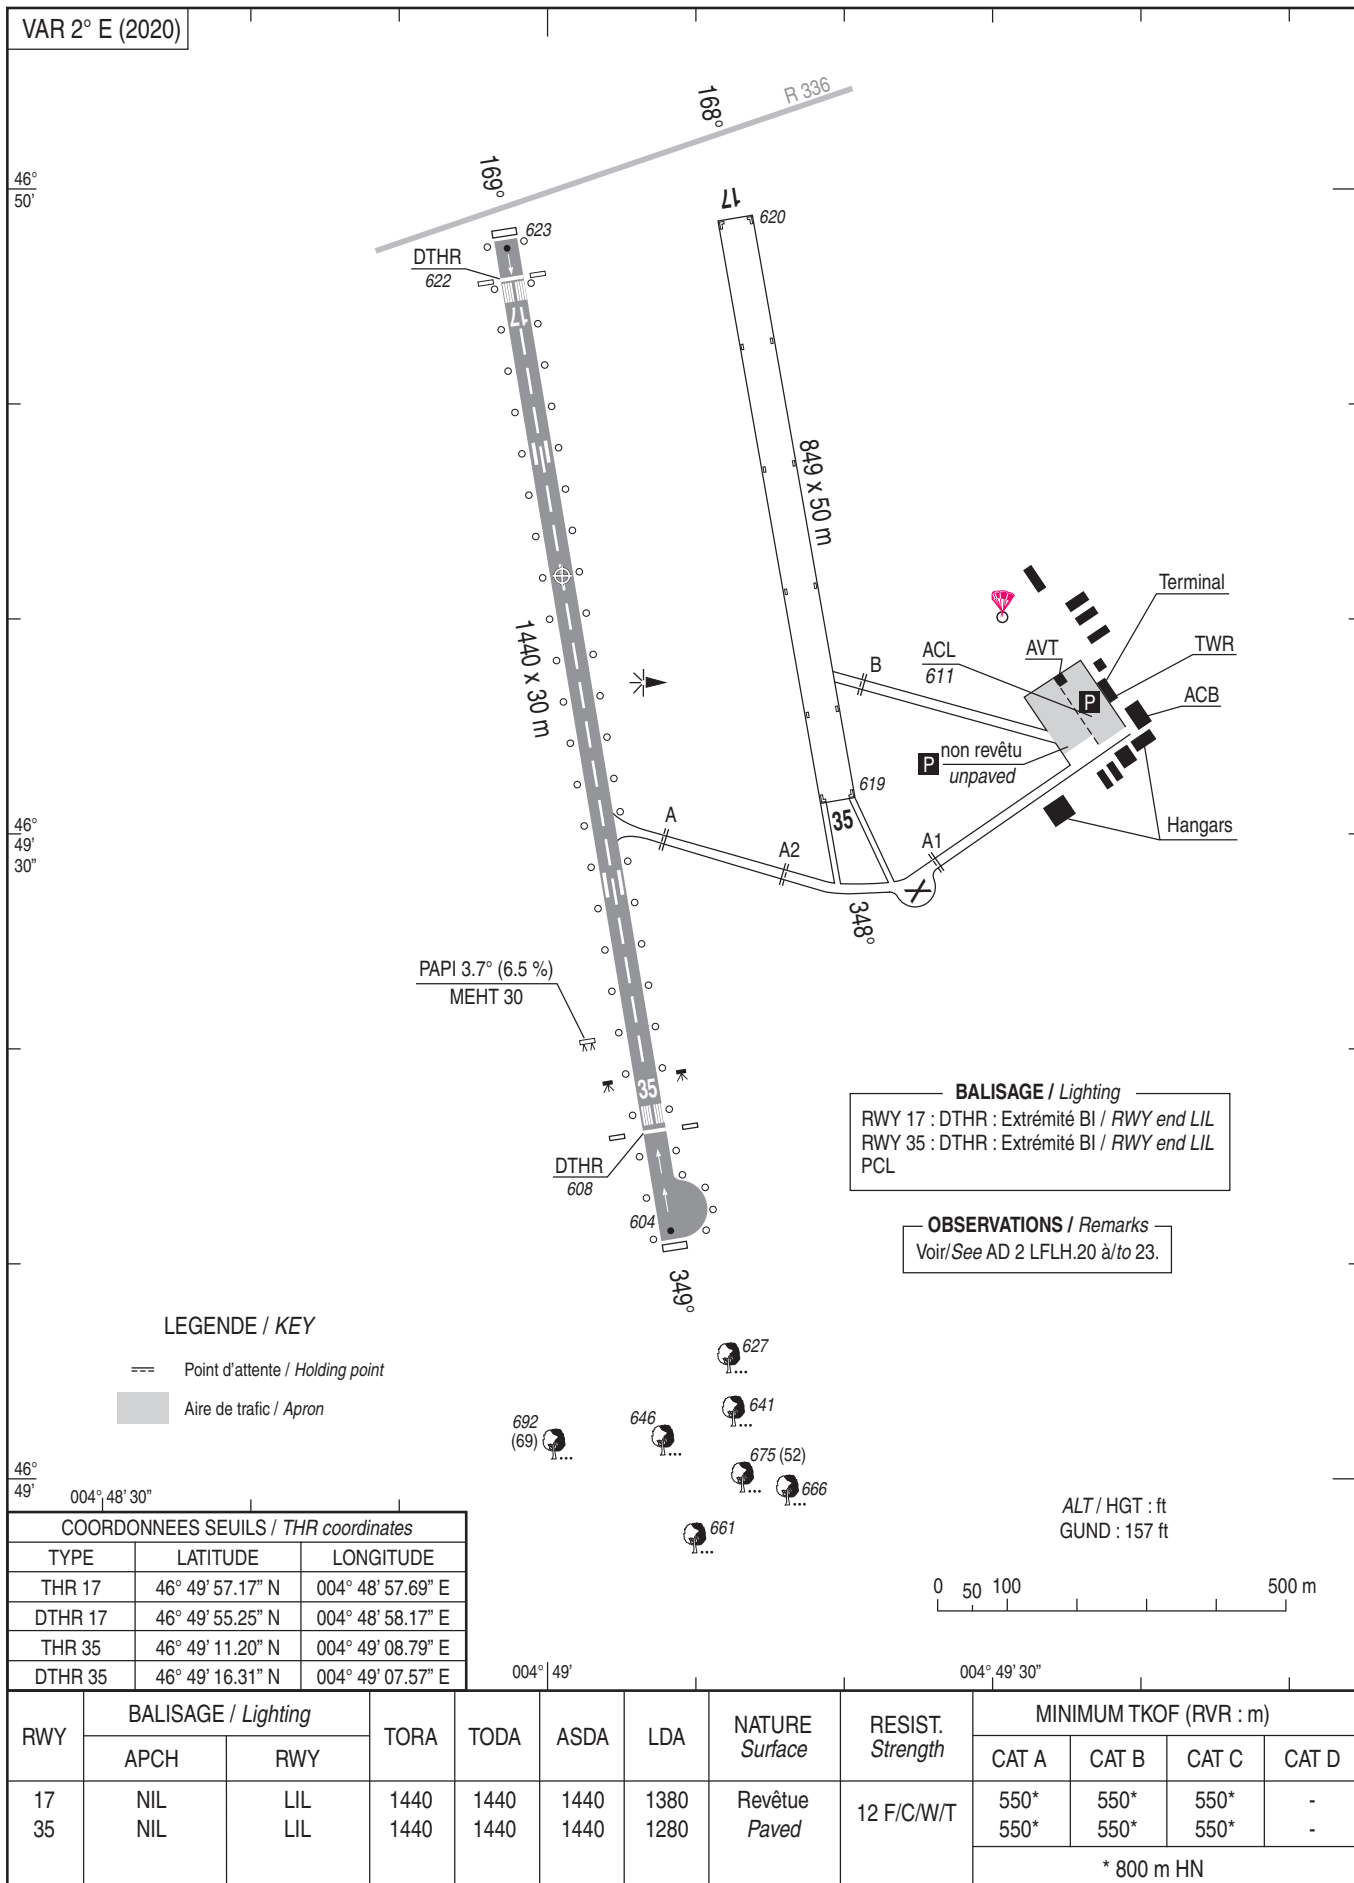 VAR 2° E (2020)
R 336
168°
169°
46°
50’
17
620
623
DTHR
622
17
849 x 50 m
1440 x 30 m
Terminal
AVT
TWR
ACL
611
B
P
ACB
P non revêtu
unpaved
619
35
46°
49’
30”
A
A2
A1
Hangars
348°
PAPI 3.7° (6.5 %)
MEHT 30
35
BALISAGE / Lighting
RWY 17 : DTHR : Extrémité BI / RWY end LIL
RWY 35 : DTHR : Extrémité BI / RWY end LIL
PCL
DTHR
608
604
OBSERVATIONS / Remarks
Voir/See AD 2 LFLH.20 à/to 23.
349°
LEGENDE / KEY
Point d’attente / Holding point
Aire de trafic / Apron
627
641
646
692
(69)
675 (52)
666
661
46°
49’
004° 48’ 30”
ALT / HGT : ft
GUND : 157 ft
0 50 100 500 m
COORDONNEES SEUILS / THR coordinates
TYPE LATITUDE LONGITUDE
THR 17 46° 49’ 57.17” N 004° 48’ 57.69” E
DTHR 17 46° 49’ 55.25” N 004° 48’ 58.17” E
THR 35 46° 49’ 11.20” N 004° 49’ 08.79” E
DTHR 35 46° 49’ 16.31” N 004° 49’ 07.57” E
004° 49’
004° 49’ 30”
RWY BALISAGE / Lighting TORA TODA ASDA LDA NATURE RESIST. MINIMUM TKOF (RVR : m)
Surface Strength
APCH RWY CAT A CAT B CAT C CAT D
17 NIL LIL 1440 1440 1440 1380 Revêtue 12 F/C/W/T 550* 550* 550* -
35 NIL LIL 1440 1440 1440 1280 Paved 550* 550* 550* -
* 800 m HN